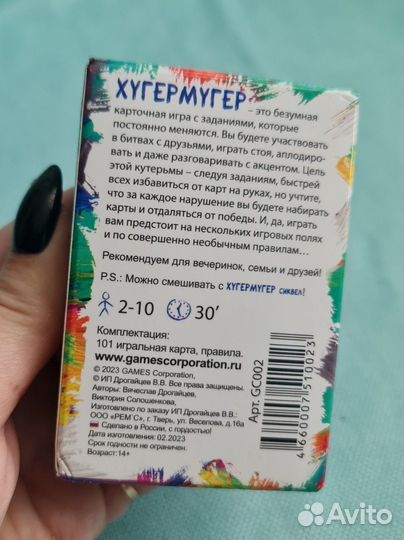 ХУГЕРМУГЕР – это безумная
карточная игра с заданиями, которые
постоянно меняются. Вы будете участвовать
в битвах с друзьями, играть стоя, аплодиро-
вать и даже разговаривать с акцентом. Цель
этой кутерьмы – следуя заданиям, быстрей
всех избавиться от карт на руках, но учтите,
что за каждое нарушение вы будете набирать
карты и отдаляться от победы. И, да, играть
вам предстоит на нескольких игровых полях
и по совершенно необычным правилам...
Рекомендуем для вечеринок, семьи и друзей!
P.S.: Можно смешивать с ХУГЕРМУГЕР СИКВЕЛ!
2-10 30'
Комплектация:
101 игральная карта, правила.
www.gamescorporation.ru
© 2023 GAMES Corporation,
© ИП Дрогайцев В.В. Все права защищены.
Авторы: Вячеслав Дрогайцев,
Виктория Солошенкова,
Изготовлено по заказу ИП Дрогайцев В.В.:
ООО «РЕМ´С», г. Тверь, ул. Веселова, д.16а
Сделано в России, с гордостью!
Дата изготовления: 02.2023
Срок годности не ограничен.
Возраст:14+
Арт. GC002
4660007510023
Avito